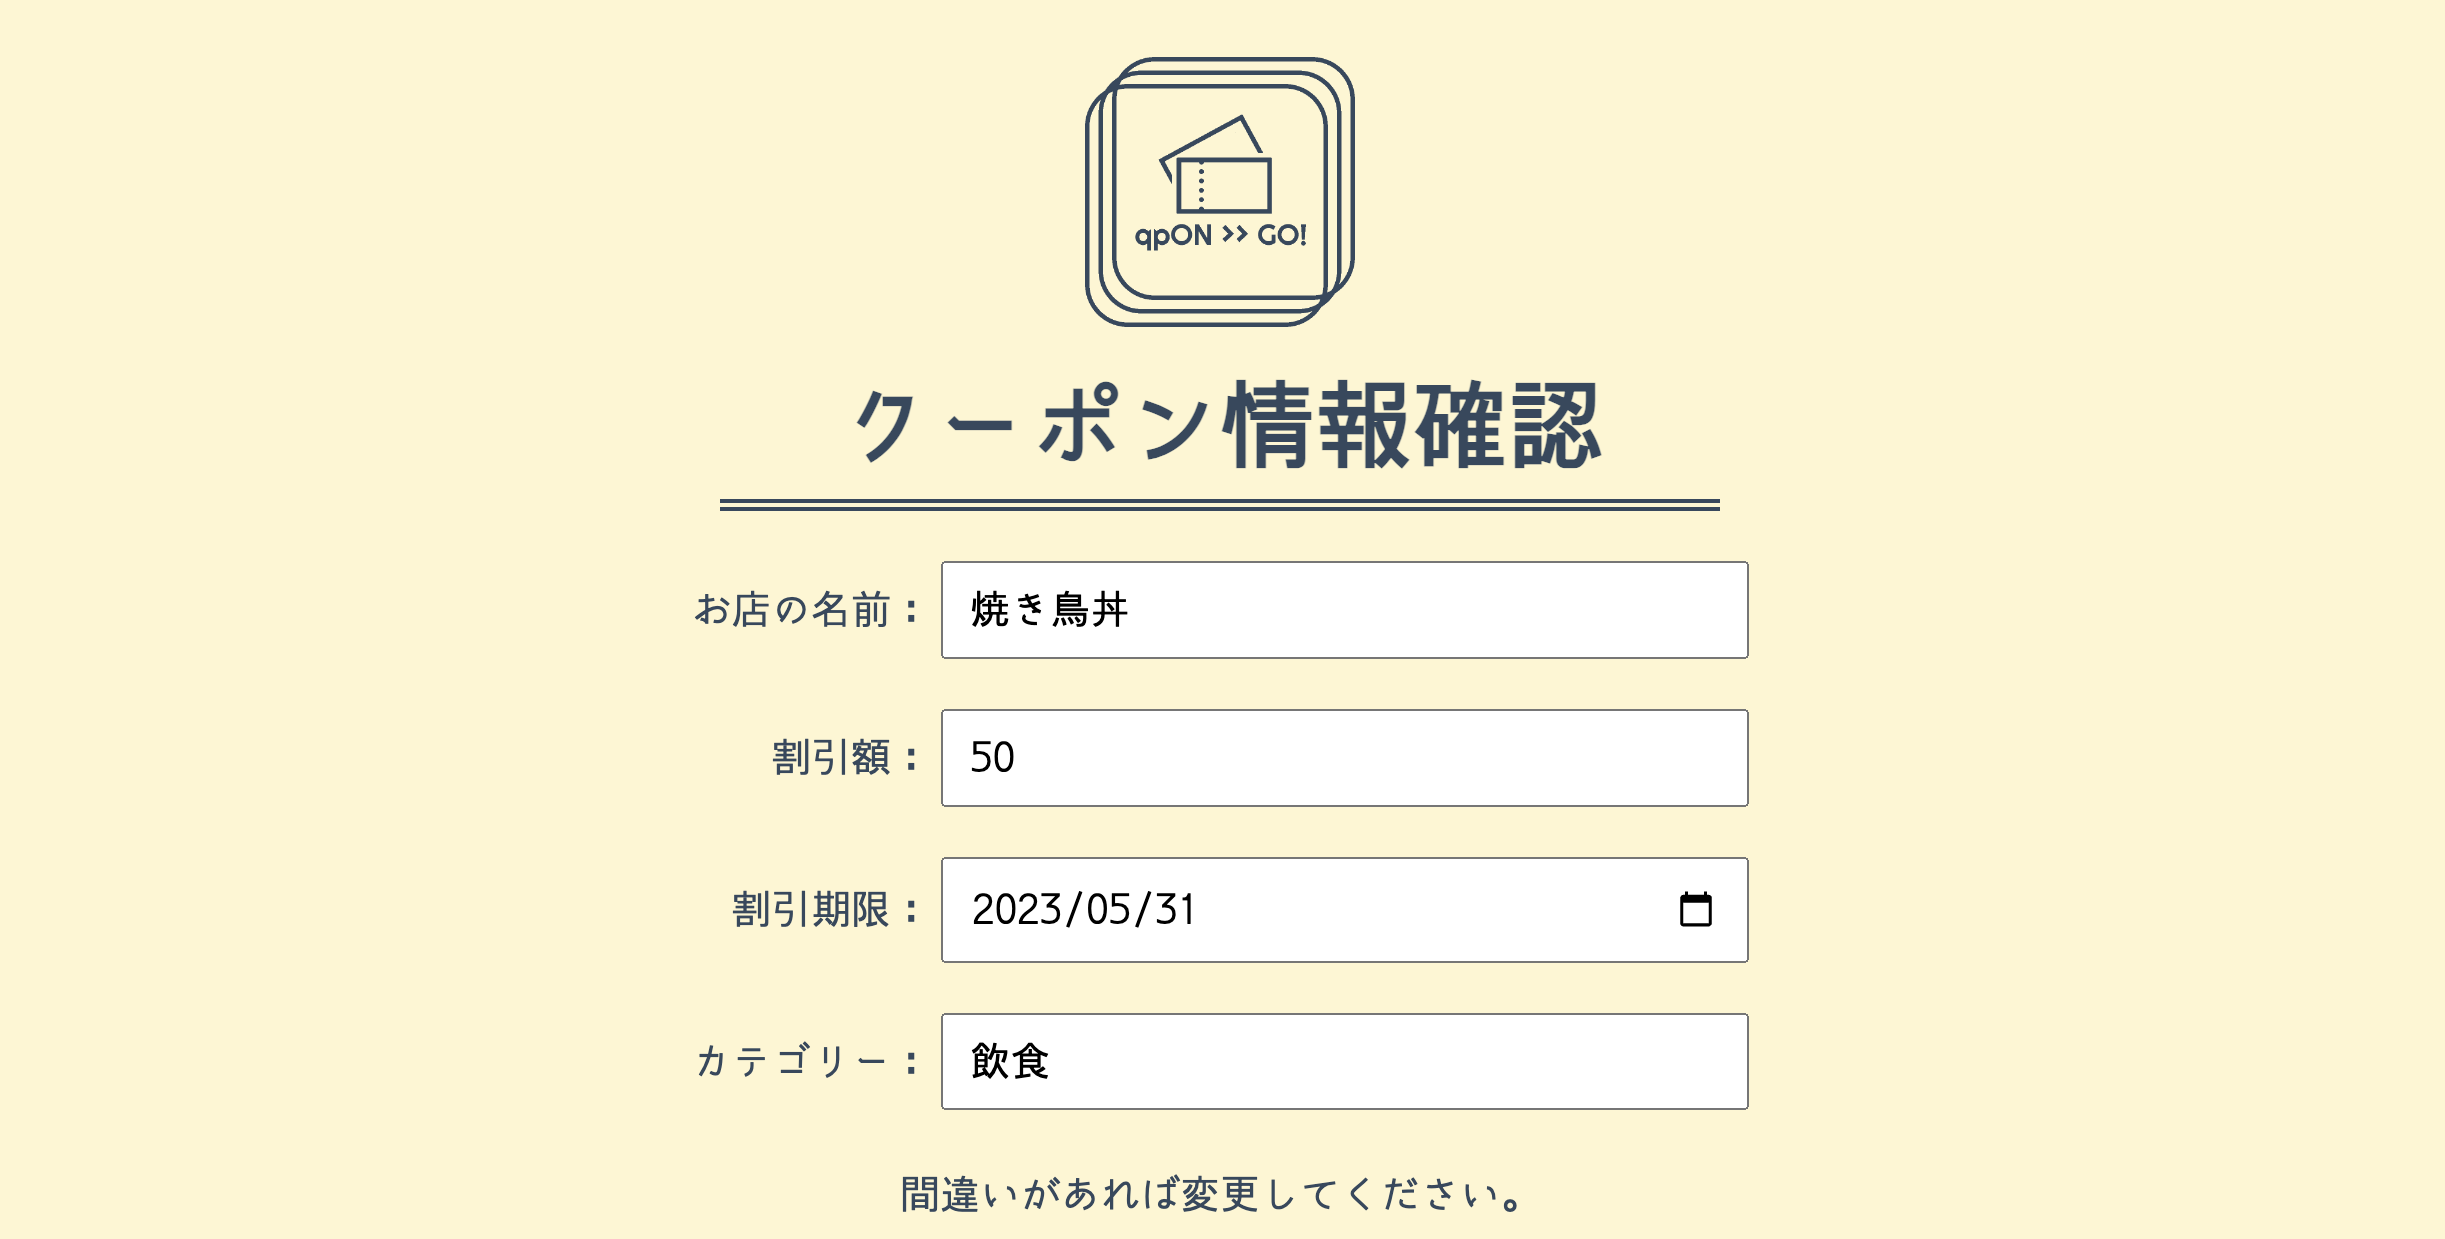 qpON >> GO!
クーポン情報確認
お店の名前： 焼き鳥丼
割引額： 50
割引期限： 2023/05/31
カテゴリー： 飲食
間違いがあれば変更してください。